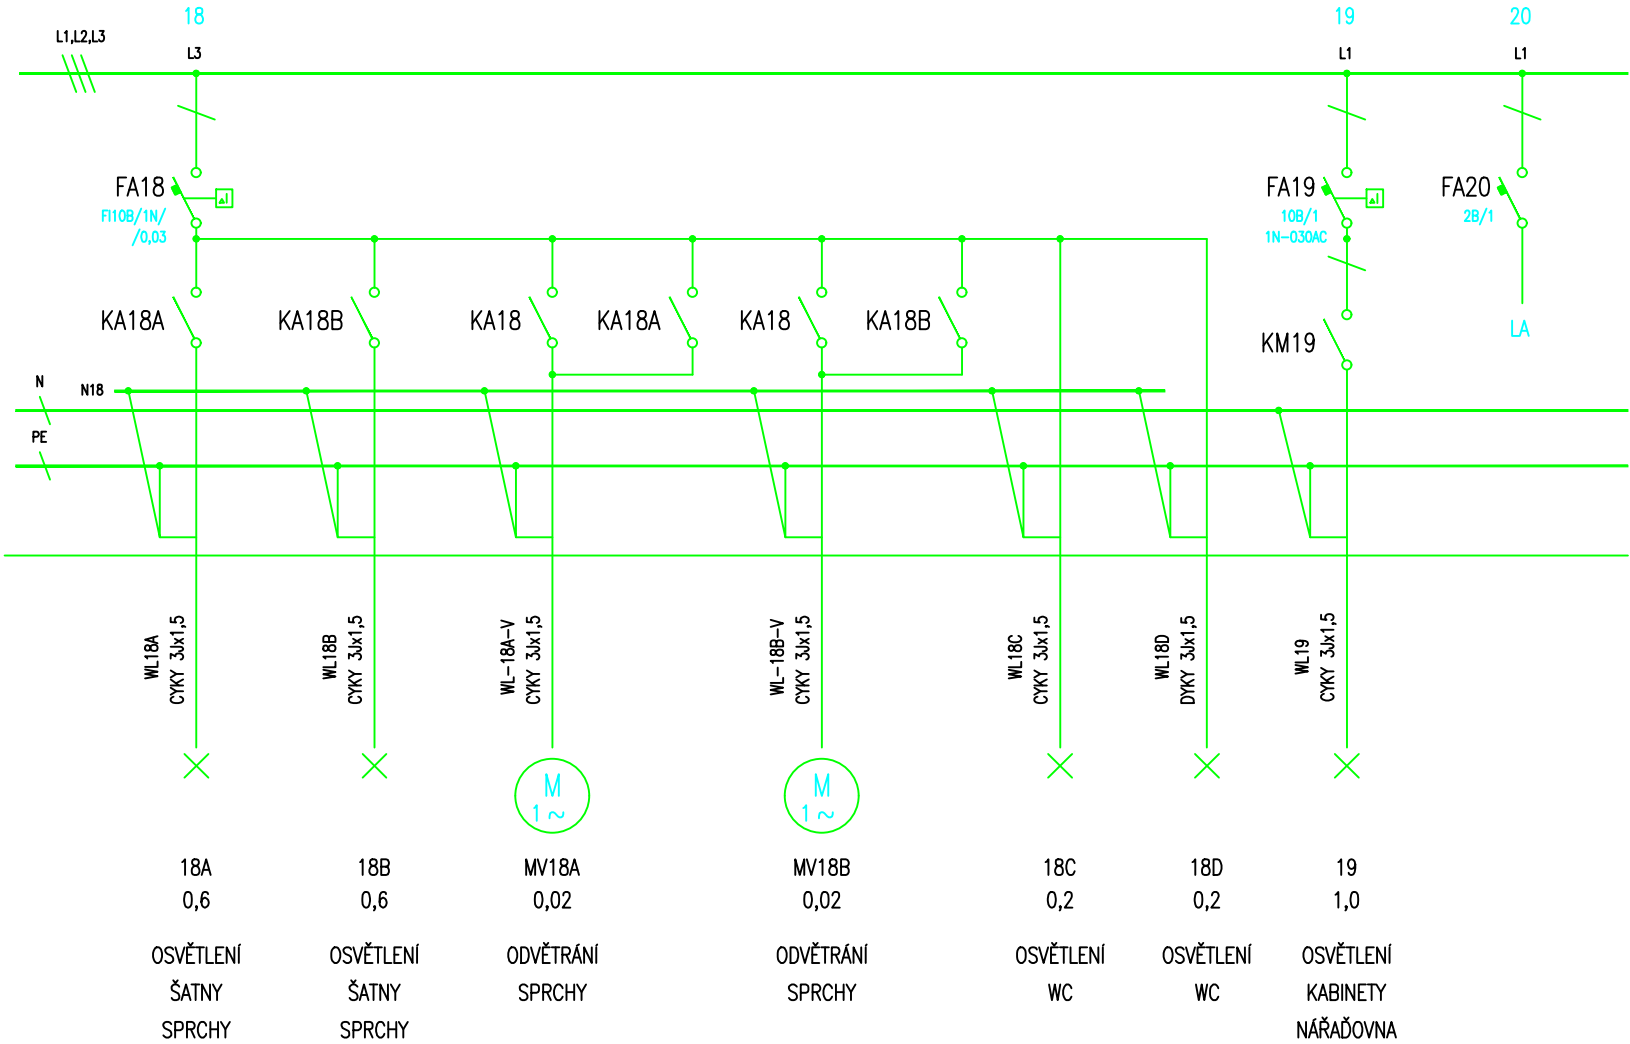 18
19
20
L1,L2,L3
L3
L1
L1
FA18
FI10B/1N/
/0,03
FA19
10B/1
1N-030AC
FA20
2B/1
KA18A
KA18B
KA18
KA18A
KA18
KA18B
KM19
LA
N
N18
PE
WL18A
CYKY 3Jx1,5
WL18B
CYKY 3Jx1,5
WL-18A-V
CYKY 3Jx1,5
WL-18B-V
CYKY 3Jx1,5
WL18C
CYKY 3Jx1,5
WL18D
DYKY 3Jx1,5
WL19
CYKY 3Jx1,5
M
1 ~
M
1 ~
18A
18B
MV18A
MV18B
18C
18D
19
0,6
0,6
0,02
0,02
0,2
0,2
1,0
OSVĚTLENÍ
ŠATNY
SPRCHY
OSVĚTLENÍ
ŠATNY
SPRCHY
ODVĚTRÁNÍ
SPRCHY
ODVĚTRÁNÍ
SPRCHY
OSVĚTLENÍ
WC
OSVĚTLENÍ
WC
OSVĚTLENÍ
KABINETY
NÁŘAĎOVNA